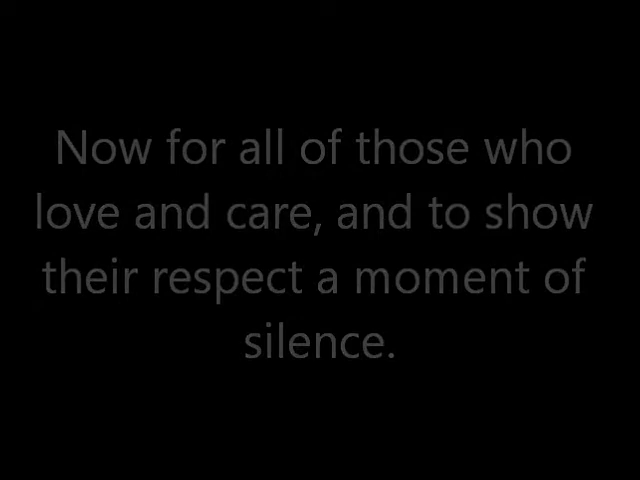 Now for all of those who
love and care, and to show
their respect a moment of
silence.